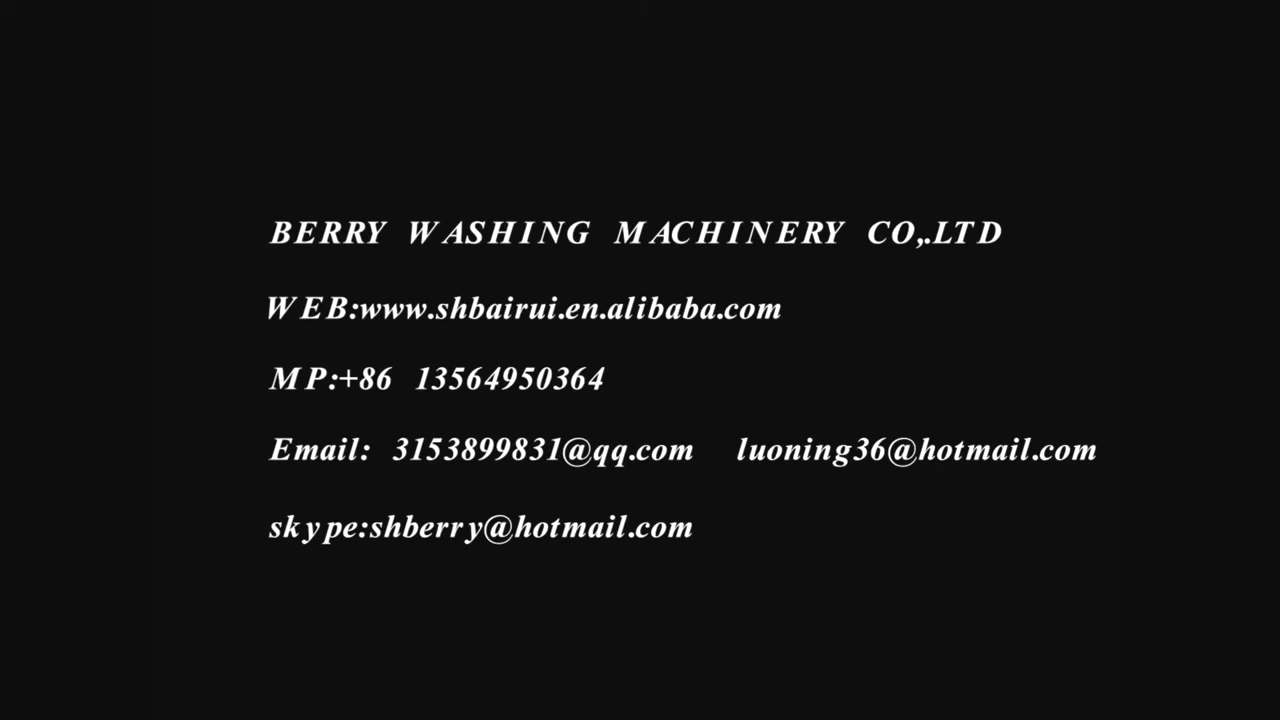 BERRY WASHING MACHINERY CO,.LTD
WEB:www.shbairui.en.alibaba.com
MP:+86 13564950364
Email: 3153899831@qq.com luoning36@hotmail.com
skype:shberry@hotmail.com